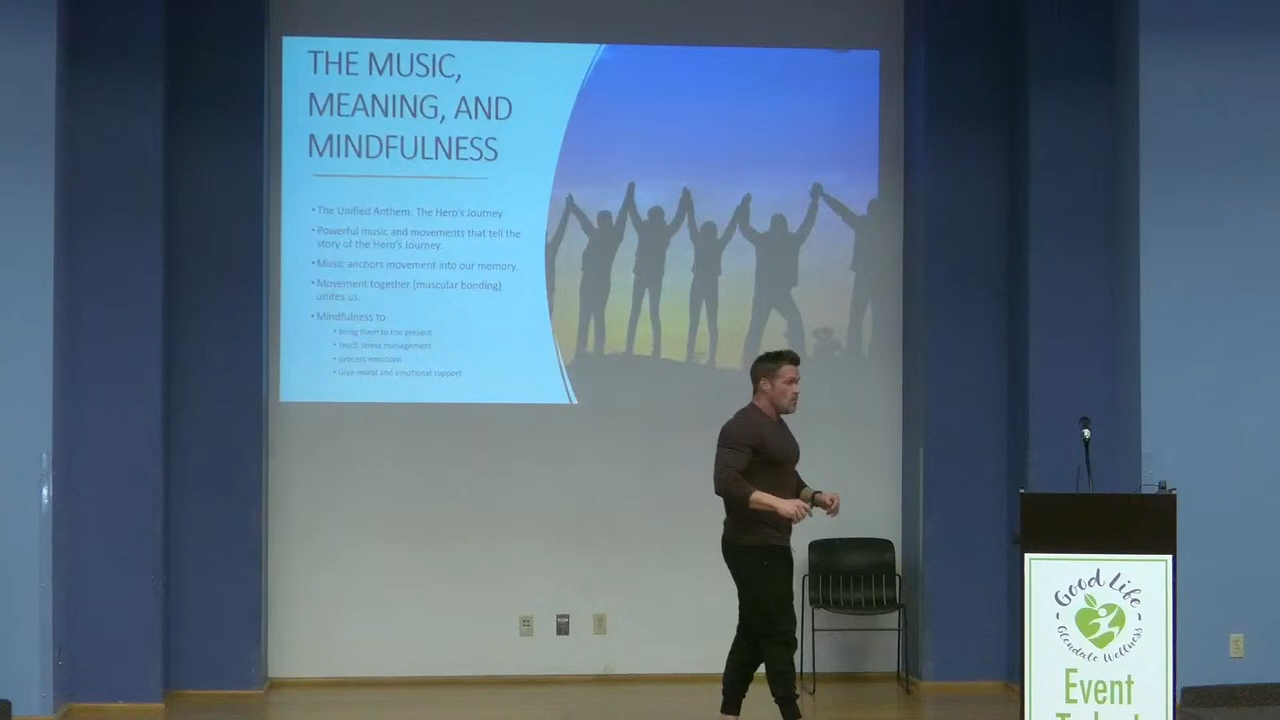 THE MUSIC,
MEANING, AND
MINDFULNESS
• The Unified Anthem: The Hero's Journey
• Powerful music and movements that tell the
story of the Hero's Journey.
• Music anchors movement into our memory.
• Movement together (muscular bonding)
unites us.
• Mindfulness to
• bring them to the present
• teach stress management
• process emotions
• Give moral and emotional support
Good Life
Glendale Wellness
Event
Today!